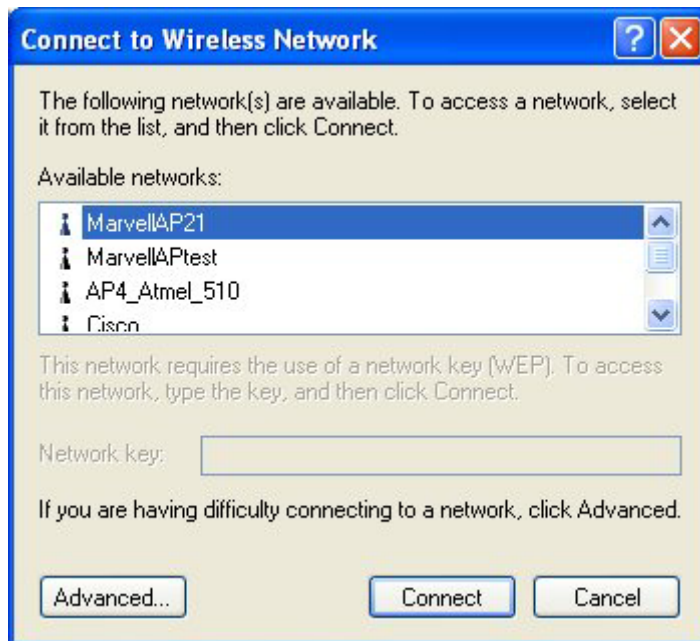 Connect to Wireless Network
The following network(s) are available. To access a network, select
it from the list, and then click Connect.
Available networks:
MarvellAP21
MarvellAPtest
AP4_Atmel_510
Cisco
This network requires the use of a network key (WEP). To access
this network, type the key, and then click Connect.
Network key:
If you are having difficulty connecting to a network, click Advanced.
Advanced... Connect Cancel